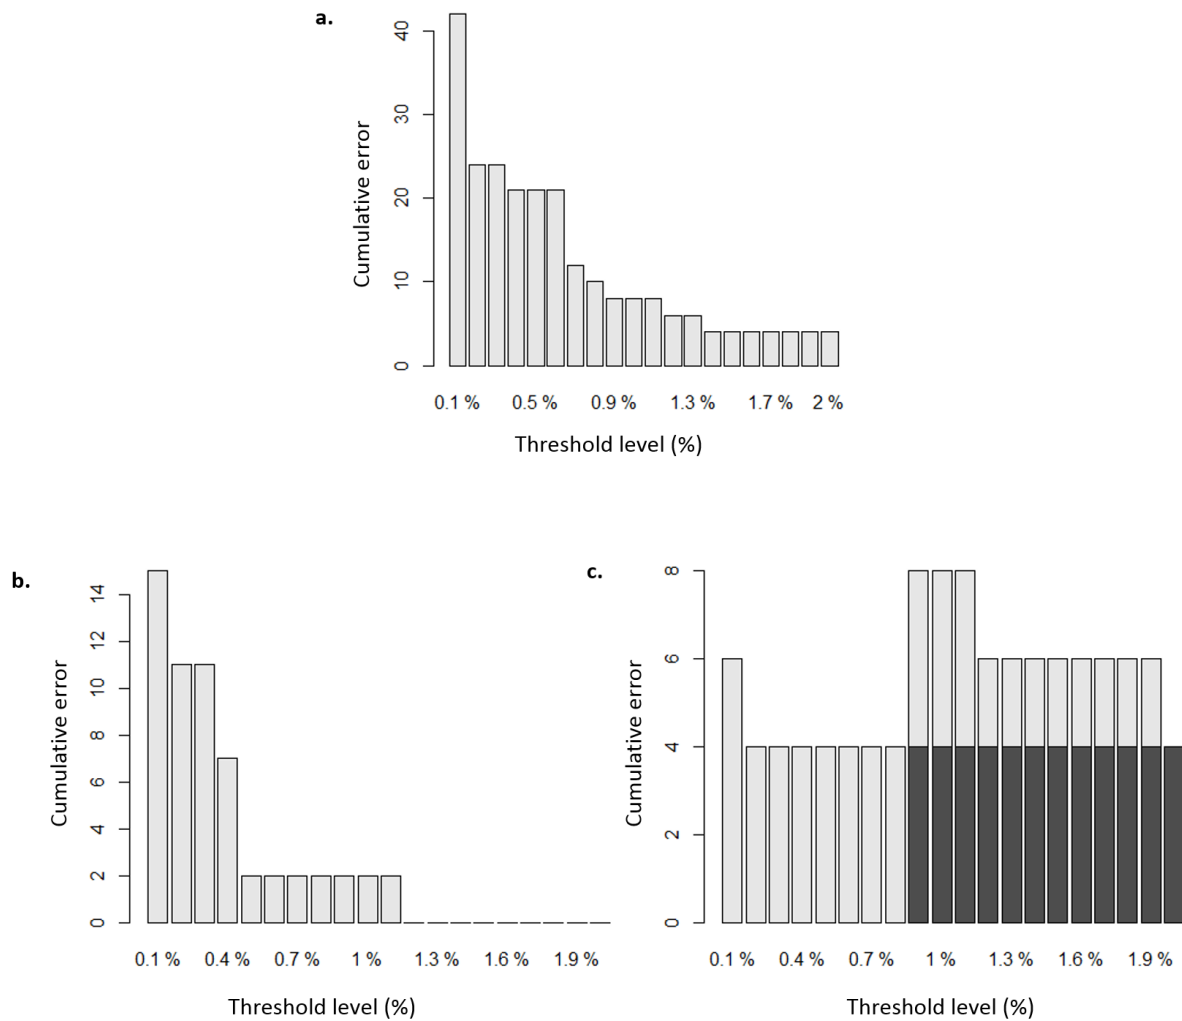 a.
Cumulative error
40
30
20
10
0
0.1 % 0.5 % 0.9 % 1.3 % 1.7 % 2 %
Threshold level (%)
b.
Cumulative error
14
12
10
8
6
4
2
0
0.1 % 0.4 % 0.7 % 1 % 1.3 % 1.6 % 1.9 %
Threshold level (%)
c.
Cumulative error
8
6
4
2
0
0.1 % 0.4 % 0.7 % 1 % 1.3 % 1.6 % 1.9 %
Threshold level (%)